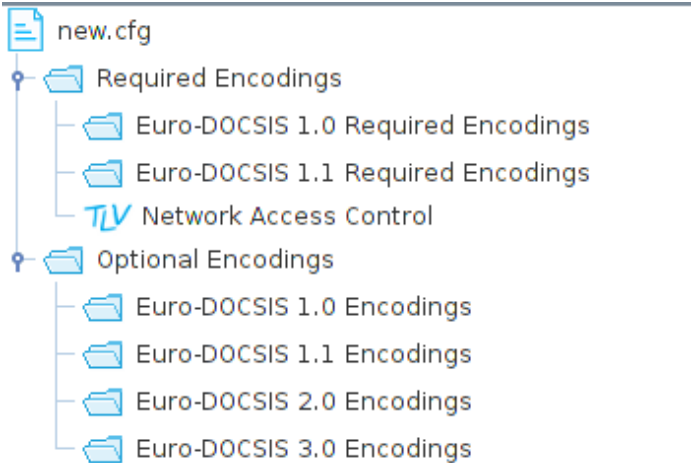 new.cfg
Required Encodings
Euro-DOCSIS 1.0 Required Encodings
Euro-DOCSIS 1.1 Required Encodings
TLV Network Access Control
Optional Encodings
Euro-DOCSIS 1.0 Encodings
Euro-DOCSIS 1.1 Encodings
Euro-DOCSIS 2.0 Encodings
Euro-DOCSIS 3.0 Encodings